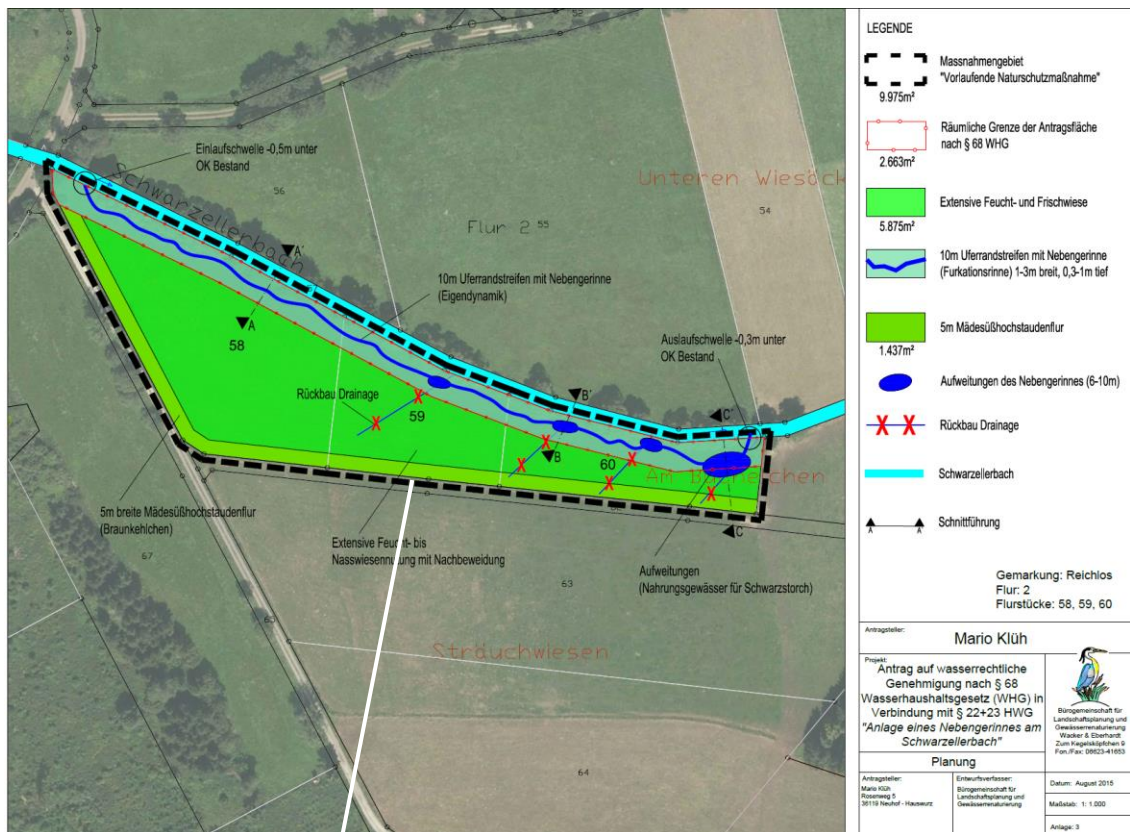 Einlaufschwelle -0,5m unter
OK Bestand
Schwarzellerbach
56
Flur 2 55
Unteren Wiesöck
54
A'
10m Uferrandstreifen mit Nebengerinne
(Eigendynamik)
A
58
Auslaufschwelle -0,3m unter
OK Bestand
Rückbau Drainage
59
B'
C'
B
60
5m breite Mädesüßhochstaudenflur
(Braunkehlchen)
67
Extensive Feucht- bis
Nasswiesennutzung mit Nachbeweidung
C
63
Aufweitungen
(Nahrungsgewässer für Schwarzstorch)
Sträuchwiesen
64
LEGENDE
Massnahmengebiet
"Vorlaufende Naturschutzmaßnahme"
9.975m²
Räumliche Grenze der Antragsfläche
nach § 68 WHG
2.663m²
Extensive Feucht- und Frischwiese
5.875m²
10m Uferrandstreifen mit Nebengerinne
(Furkationsrinne) 1-3m breit, 0,3-1m tief
5m Mädesüßhochstaudenflur
1.437m²
Aufweitungen des Nebengerinnes (6-10m)
Rückbau Drainage
Schwarzellerbach
Schnittführung
A A
Gemarkung: Reichlos
Flur: 2
Flurstücke: 58, 59, 60
Antragsteller:
Mario Klüh
Projekt:
Antrag auf wasserrechtliche
Genehmigung nach § 68
Wasserhaushaltsgesetz (WHG) in
Verbindung mit § 22+23 HWG
"Anlage eines Nebengerinnes am
Schwarzellerbach"
Bürogemeinschaft für
Landschaftsplanung und
Gewässerrenaturierung
Wacker & Eberhardt
Zum Kegelsköpfchen 9
Fon./Fax: 06623-41653
Planung
Antragsteller:
Mario Klüh
Rosenweg 5
36119 Neuhof - Hauswurz
Entwurfsverfasser:
Bürogemeinschaft für
Landschaftsplanung und
Gewässerrenaturierung
Datum: August 2015
Maßstab: 1: 1.000
Anlage: 3